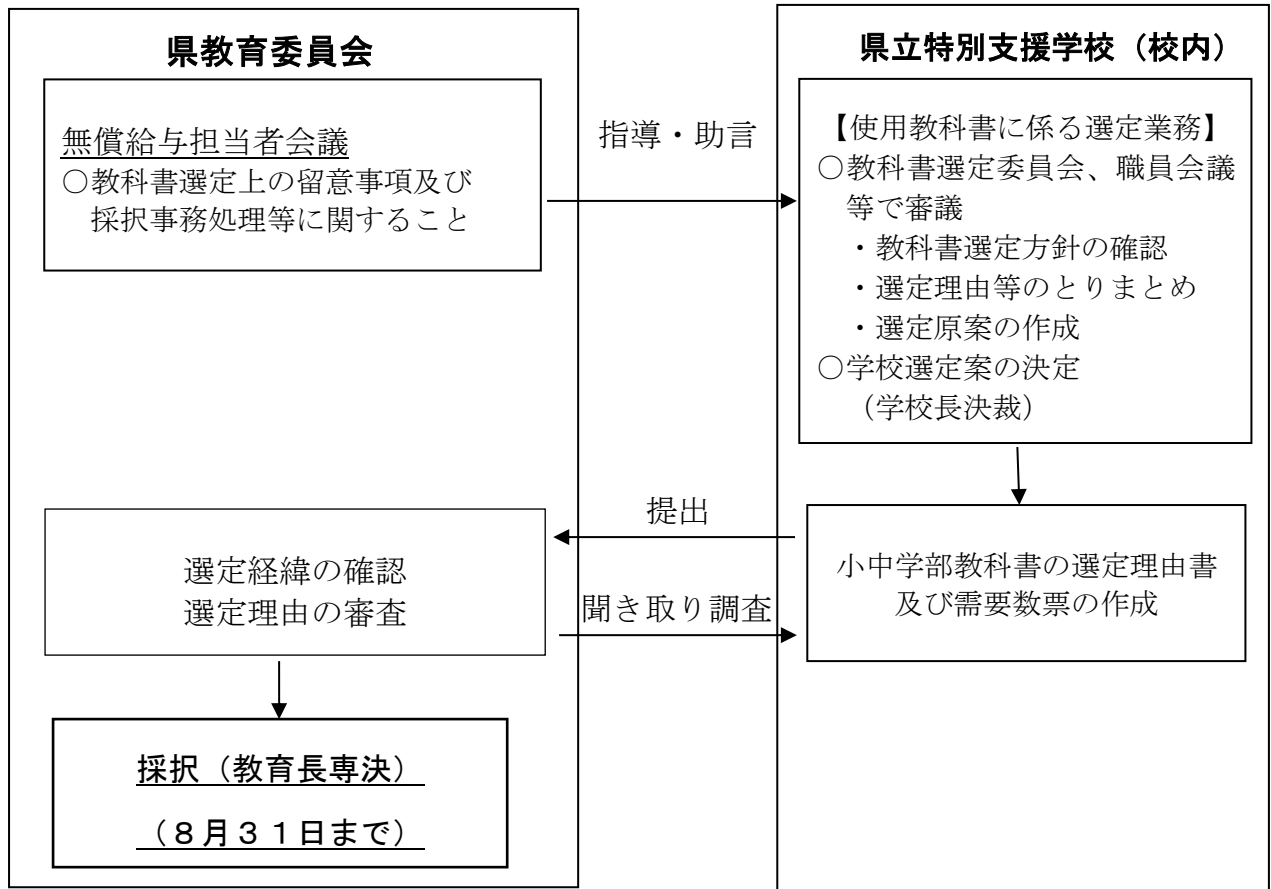 県教育委員会
無償給与担当者会議
○教科書選定上の留意事項及び
採択事務処理等に関すること
指導・助言
県立特別支援学校（校内）
【使用教科書に係る選定業務】
○教科書選定委員会、職員会議
等で審議
・教科書選定方針の確認
・選定理由等のとりまとめ
・選定原案の作成
○学校選定案の決定
（学校長決裁）
提出
選定経緯の確認
選定理由の審査
聞き取り調査
小中学部教科書の選定理由書
及び需要数票の作成
採択（教育長専決）
（８月３１日まで）